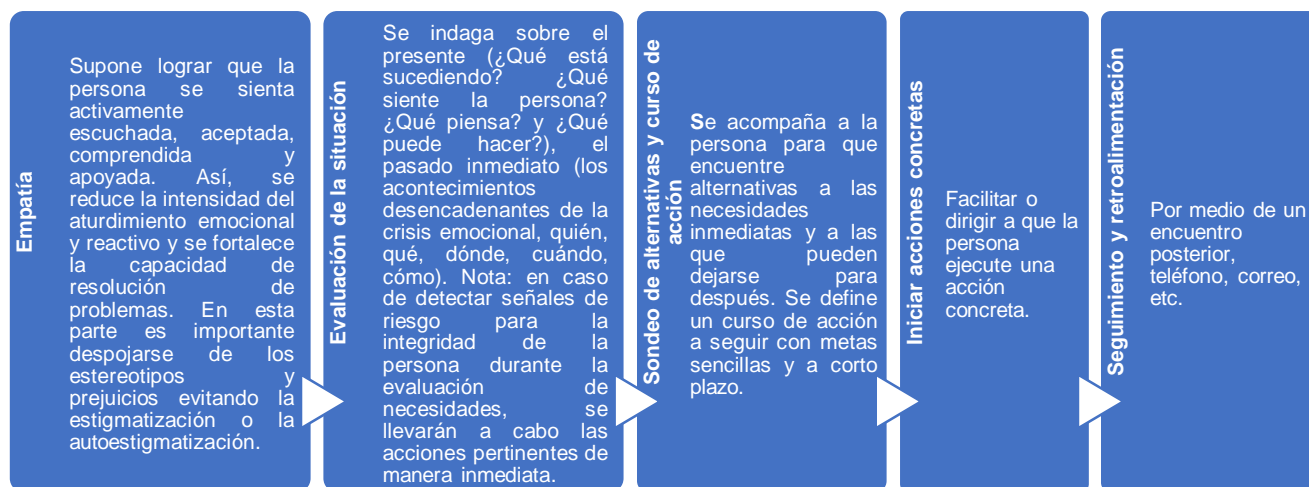 Empatía
Supone lograr que la
persona se sienta
activamente
escuchada, aceptada,
comprendida y
apoyada. Así, se
reduce la intensidad del
aturdimiento emocional
y reactivo y se fortalece
la capacidad de
resolución de
problemas. En esta
parte es importante
despojarse de los
estereotipos y
prejuicios evitando la
estigmatización o la
autoestigmatización.
Evaluación de la situación
Se indaga sobre el
presente (¿Qué está
sucediendo? ¿Qué
siente la persona?
¿Qué piensa? y ¿Qué
puede hacer?), el
pasado inmediato (los
acontecimientos
desencadenantes de la
crisis emocional, quién,
qué, dónde, cuándo,
cómo). Nota: en caso
de detectar señales de
riesgo para la
integridad de la
persona durante la
evaluación de
necesidades, se
llevarán a cabo las
acciones pertinentes de
manera inmediata.
Sondeo de alternativas y curso de
acción
Se acompaña a la
persona para que
encuentre
alternativas a las
necesidades
inmediatas y a las
que pueden
dejarse para
después. Se define
un curso de acción
a seguir con metas
sencillas y a corto
plazo.
Iniciar acciones concretas
Facilitar o
dirigir a que la
persona
ejecute una
acción
concreta.
Seguimiento y retroalimentación
Por medio de un
encuentro
posterior,
teléfono, correo,
etc.